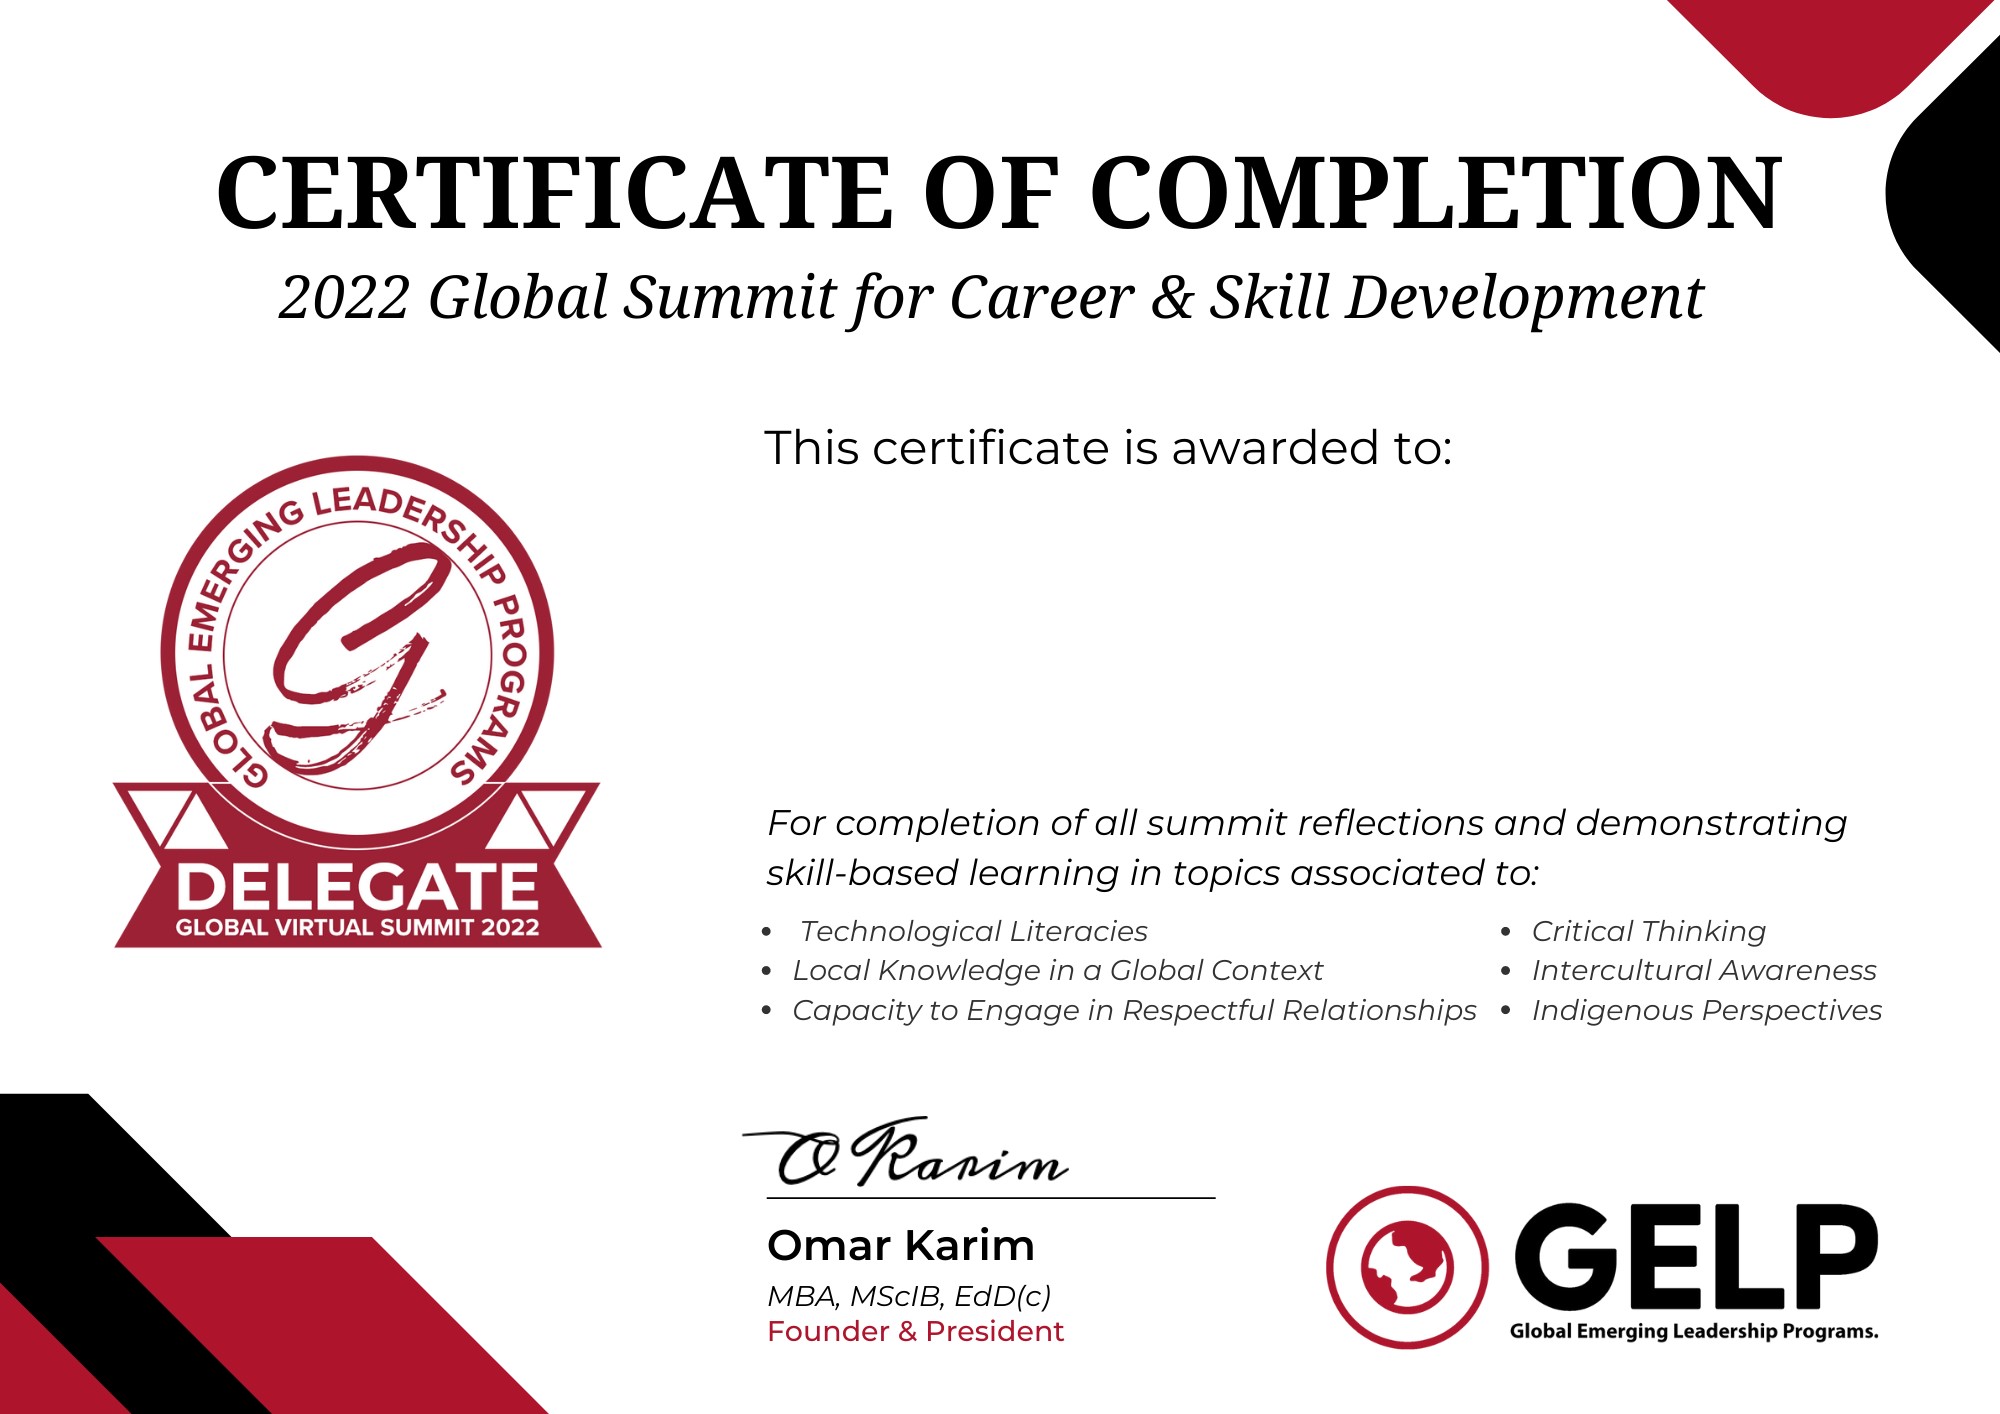 CERTIFICATE OF COMPLETION
2022 Global Summit for Career & Skill Development
This certificate is awarded to:
GLOBAL EMERGING LEADERSHIP PROGRAMS
G
DELEGATE
GLOBAL VIRTUAL SUMMIT 2022
For completion of all summit reflections and demonstrating
skill-based learning in topics associated to:
• Technological Literacies
• Local Knowledge in a Global Context
• Capacity to Engage in Respectful Relationships
• Critical Thinking
• Intercultural Awareness
• Indigenous Perspectives
O Karim
Omar Karim
MBA, MScIB, EdD(c)
Founder & President
GELP
Global Emerging Leadership Programs.